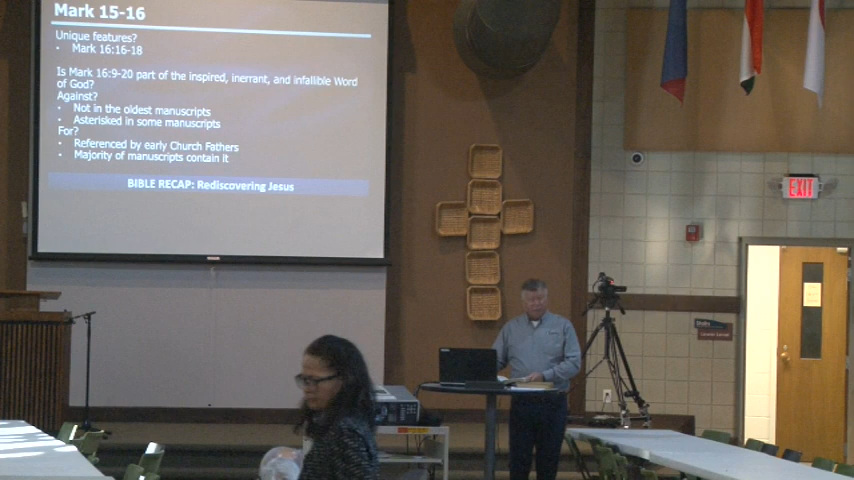 Mark 15-16
Unique features?
• Mark 16:16-18
Is Mark 16:9-20 part of the inspired, inerrant, and infallible Word
of God?
Against?
• Not in the oldest manuscripts
• Asterisked in some manuscripts
For?
• Referenced by early Church Fathers
• Majority of manuscripts contain it
BIBLE RECAP: Rediscovering Jesus
EXIT